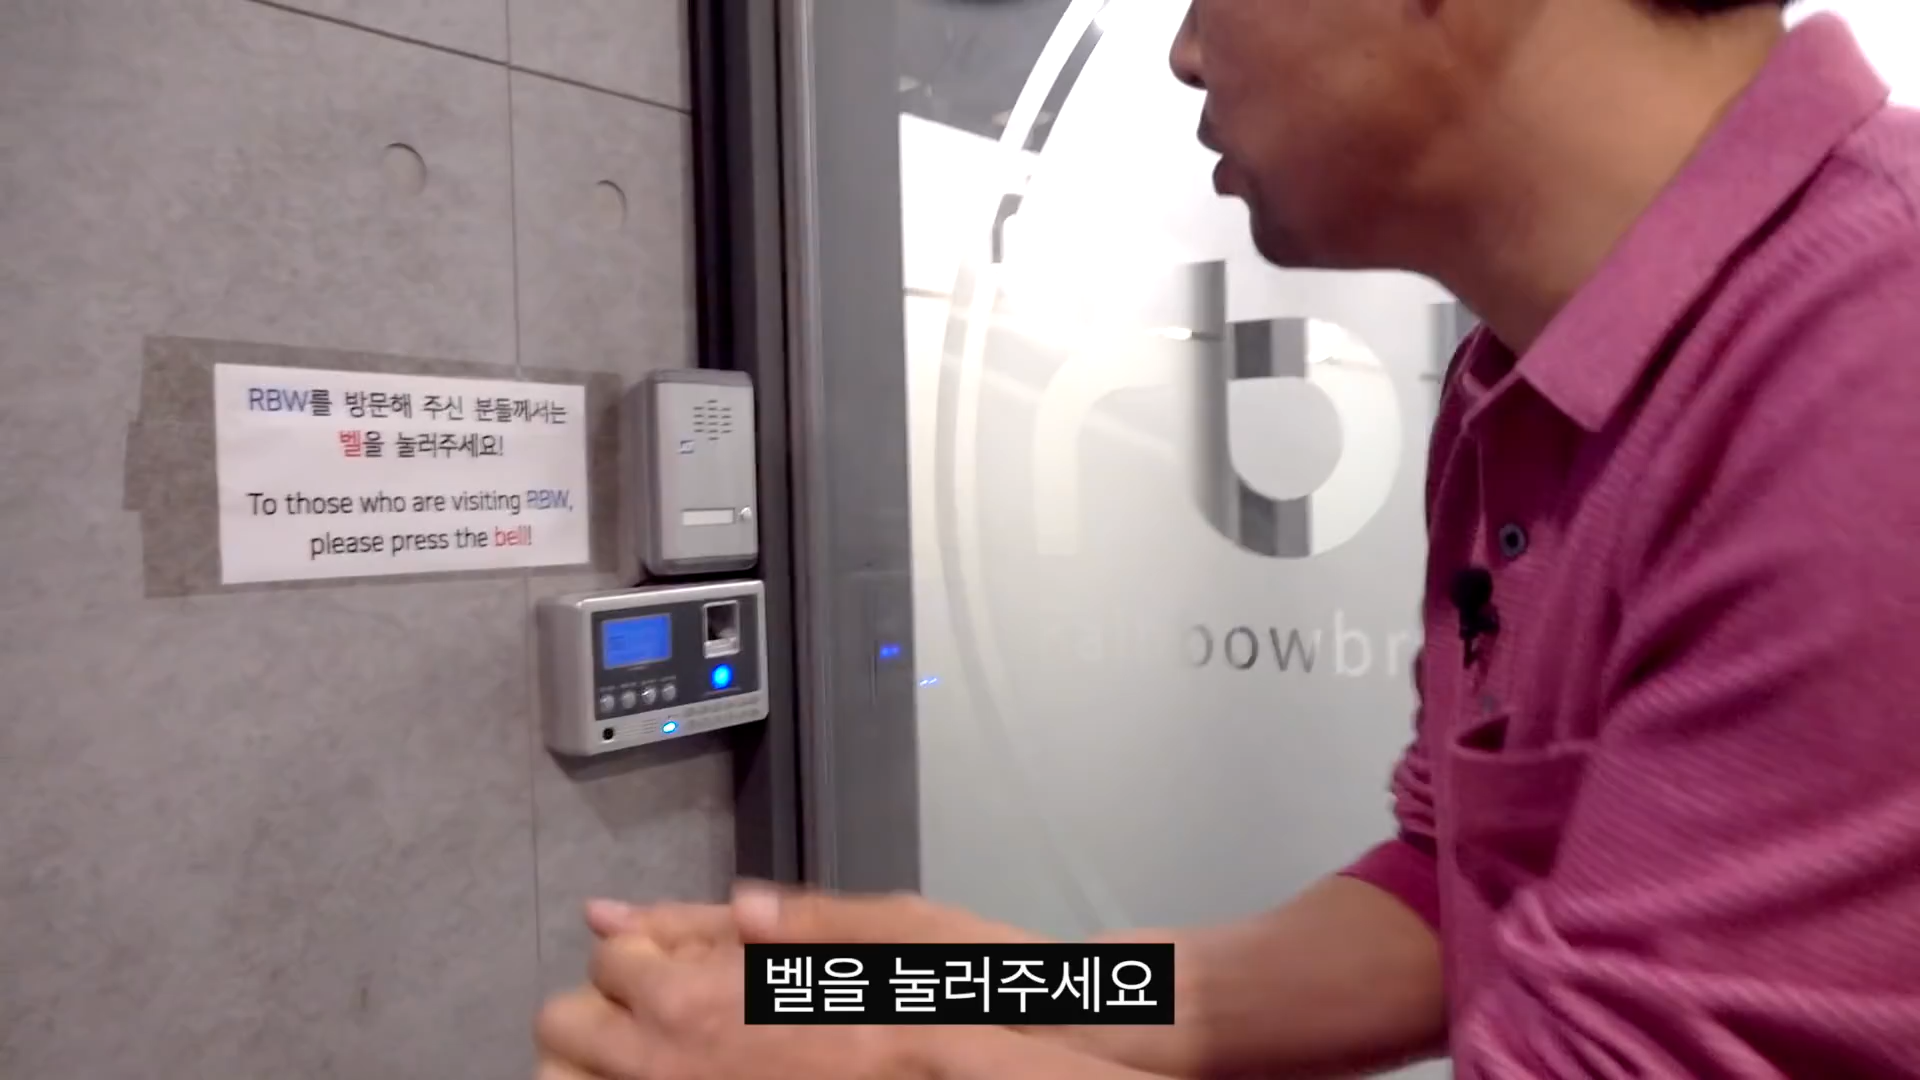 RBW를 방문해 주신 분들께서는
벨을 눌러주세요!
To those who are visiting RBW,
please press the bell!
rb
owbr
벨을 눌러주세요